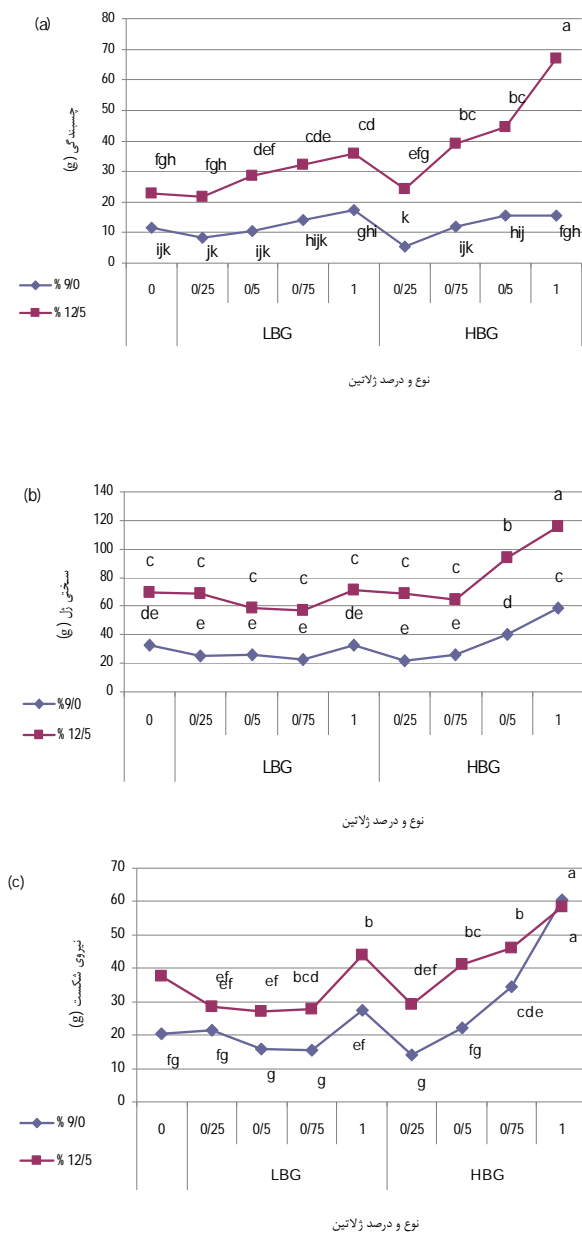 (a)
80
a
70
60
bc
50
bc
cd
cde
40
def
efg
fgh
fgh
30
20
k
10
ghi
fgh
hijk
hij
ijk
jk
ijk
ijk
0
چسبندگی (g)
% 9/0
0 0/25 0/5 0/75 1 0/25 0/75 0/5 1
% 12/5
LBG HBG
نوع و درصد ژلاتین
(b)
140
a
120
b
100
c c c c c c c
80
c
60
de e e e de e e d
40
20
0
سختی ژل (g)
%9/0
0 0/25 0/5 0/75 1 0/25 0/75 0/5 1
% 12/5
LBG HBG
نوع و درصد ژلاتین
(c)
70
a
60
b
b
a
50
bc
ef
ef
ef
bcd
def
40
30
cde
20
fg
fg
ef
fg
10
g
g
g
0
نیروی شکست (g)
% 9/0
0 0/25 0/5 0/75 1 0/25 0/5 0/75 1
% 12/5
LBG HBG
نوع و درصد ژلاتین